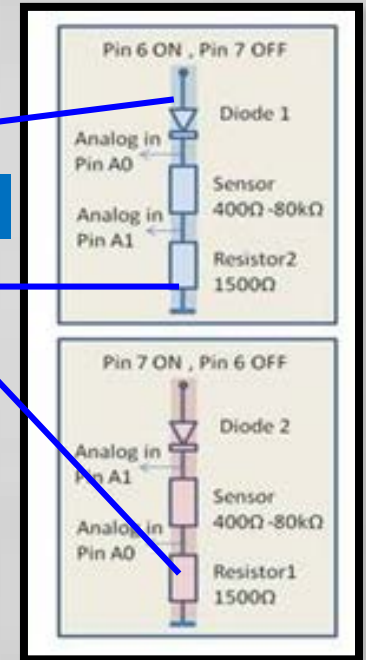 Pin 6 ON , Pin 7 OFF
Diode 1
Analog in
Pin A0
Sensor
400Ω -80kΩ
Analog in
Pin A1
Resistor2
1500Ω
Pin 7 ON , Pin 6 OFF
Diode 2
Analog in
Pin A1
Sensor
400Ω -80kΩ
Analog in
Pin A0
Resistor1
1500Ω